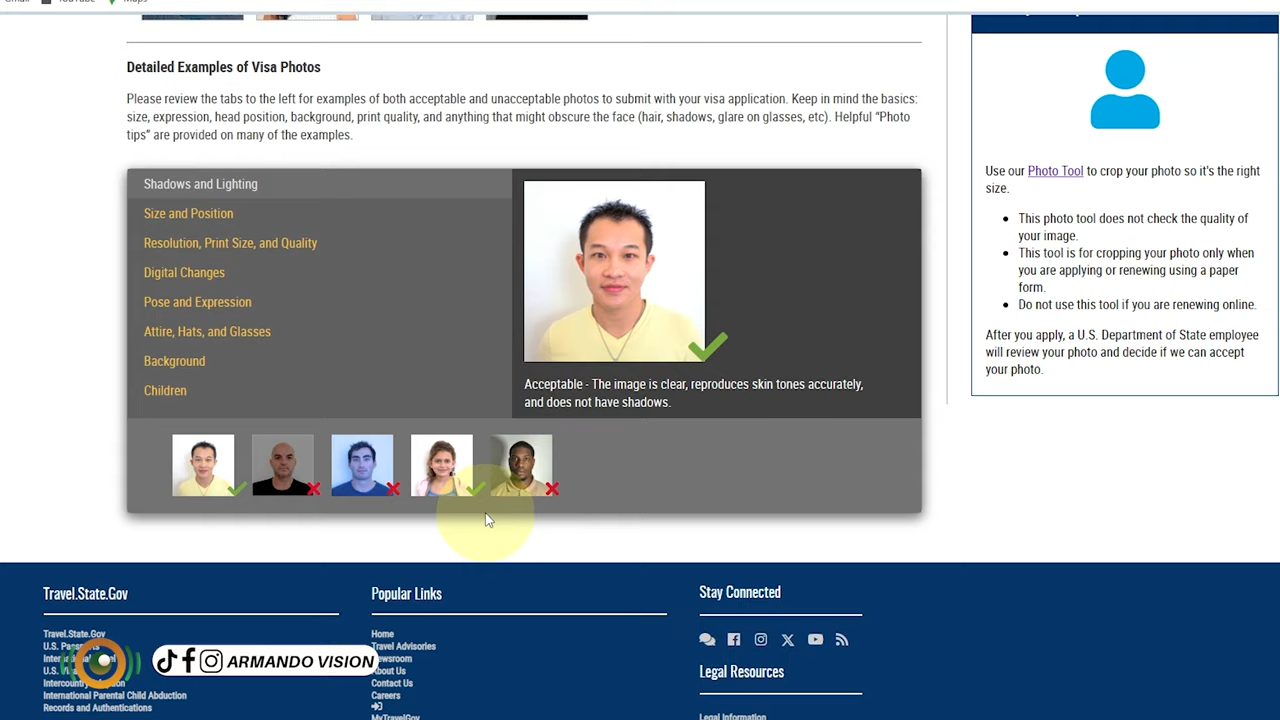 YouTube
Maps
Detailed Examples of Visa Photos
Please review the tabs to the left for examples of both acceptable and unacceptable photos to submit with your visa application. Keep in mind the basics:
size, expression, head position, background, print quality, and anything that might obscure the face (hair, shadows, glare on glasses, etc). Helpful “Photo
tips” are provided on many of the examples.
Shadows and Lighting
Size and Position
Resolution, Print Size, and Quality
Digital Changes
Pose and Expression
Attire, Hats, and Glasses
Background
Children
Acceptable - The image is clear, reproduces skin tones accurately,
and does not have shadows.
Use our Photo Tool to crop your photo so it's the right
size.
This photo tool does not check the quality of
your image.
This tool is for cropping your photo only when
you are applying or renewing using a paper
form.
Do not use this tool if you are renewing online.
After you apply, a U.S. Department of State employee
will review your photo and decide if we can accept
your photo.
Travel.State.Gov
Travel.State.Gov
U.S.
U.S.
International Parental Child Abduction
Records and Authentications
Popular Links
Home
Travel Advisories
Newsroom
About Us
Contact Us
Careers
MyTravelGov
Stay Connected
Legal Resources
Legal Information
ARMANDO VISION